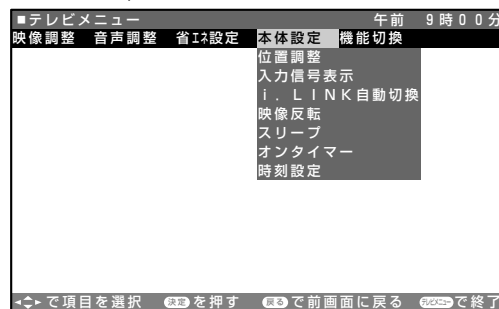 ■テレビメニュー 午前 9時00分
映像調整 音声調整 省エネ設定 本体設定 機能切換
位置調整
入力信号表示
i.LINK自動切換
映像反転
スリープ
オンタイマー
時刻設定
で項目を選択 決定を押す 戻るで前画面に戻る テレビメニューで終了